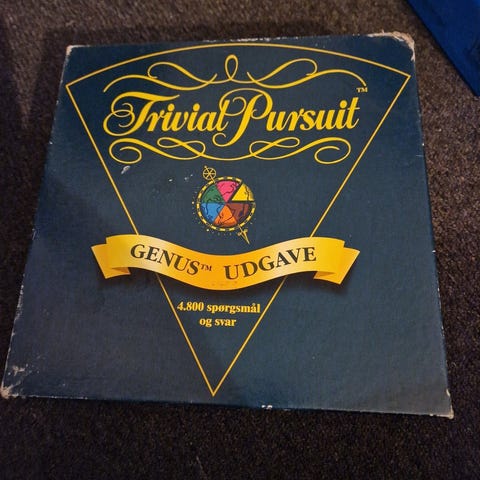 Trivial Pursuit™
GENUS™ UDGAVE
4.800 spørgsmål
og svar